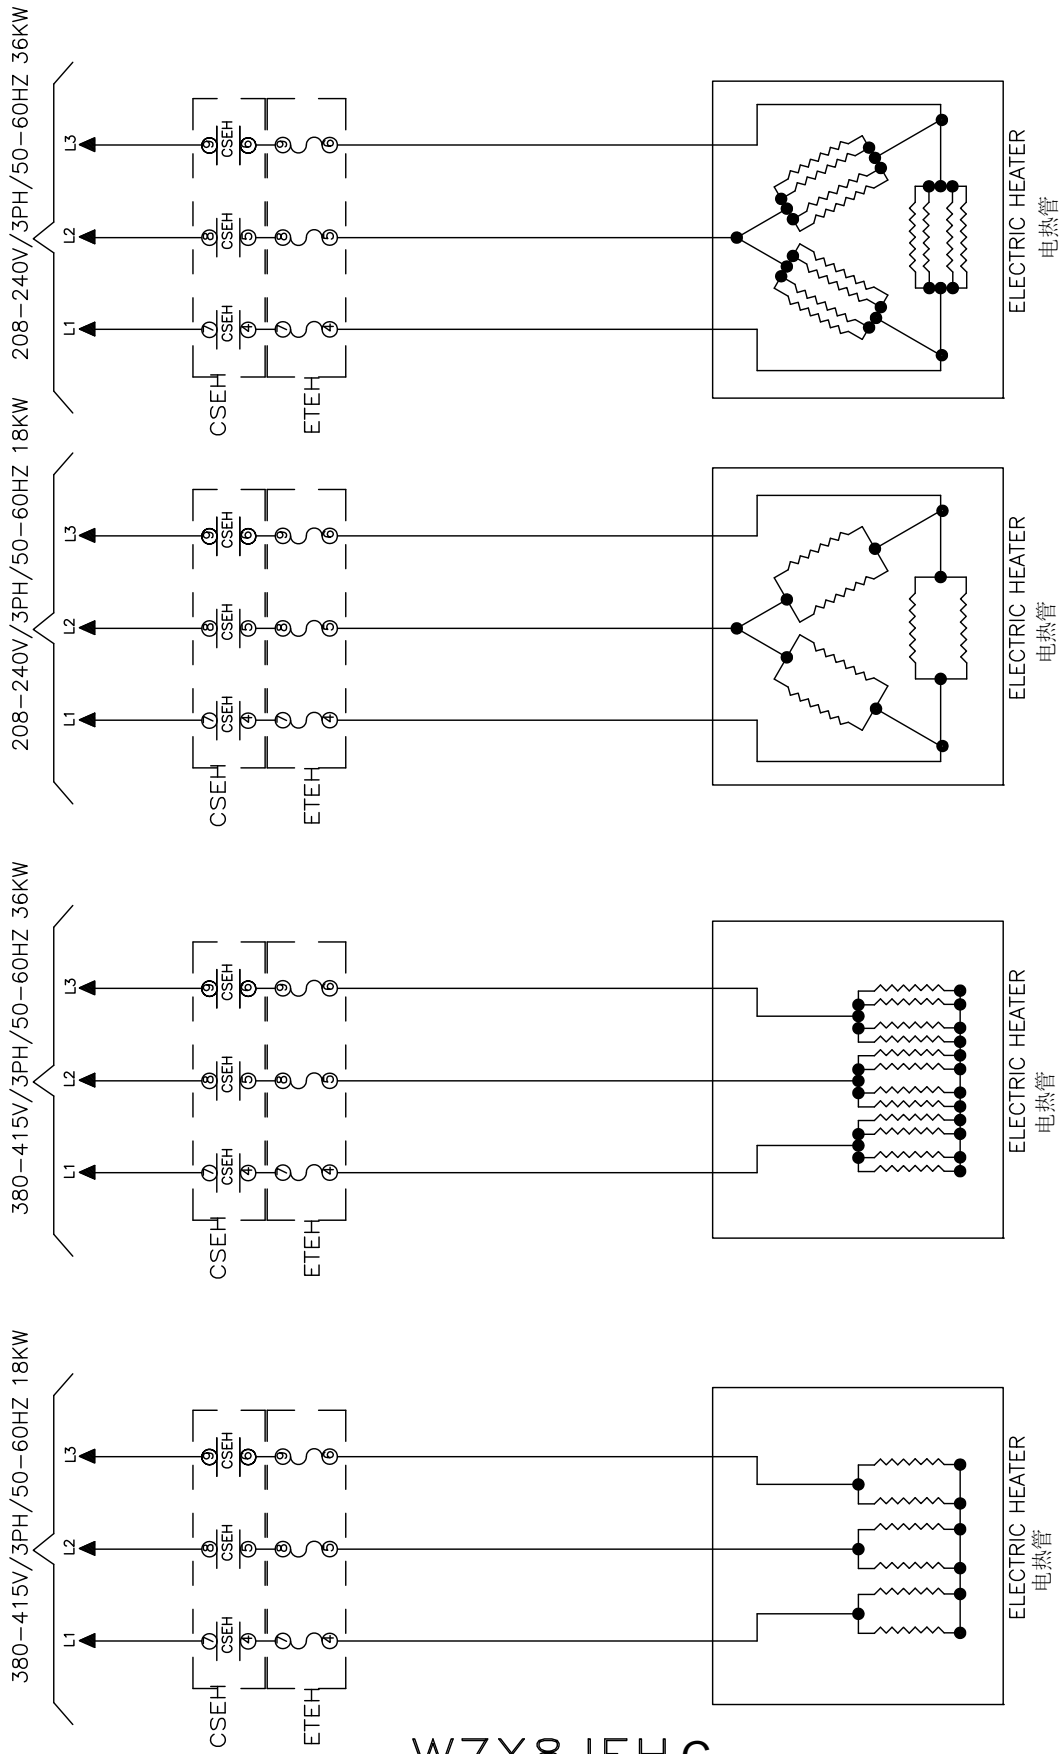 380-415V/3PH/50-60HZ 18KW
L1 L2 L3
7 8 9
CSEH CSEH CSEH CSEH
4 5 6
7 8 9
ETEH
4 5 6
ELECTRIC HEATER
电热管
380-415V/3PH/50-60HZ 36KW
L1 L2 L3
7 8 9
CSEH CSEH CSEH CSEH
4 5 6
7 8 9
ETEH
4 5 6
ELECTRIC HEATER
电热管
208-240V/3PH/50-60HZ 18KW
L1 L2 L3
7 8 9
CSEH CSEH CSEH CSEH
4 5 6
7 8 9
ETEH
4 5 6
ELECTRIC HEATER
电热管
208-240V/3PH/50-60HZ 36KW
L1 L2 L3
7 8 9
CSEH CSEH CSEH CSEH
4 5 6
7 8 9
ETEH
4 5 6
ELECTRIC HEATER
电热管